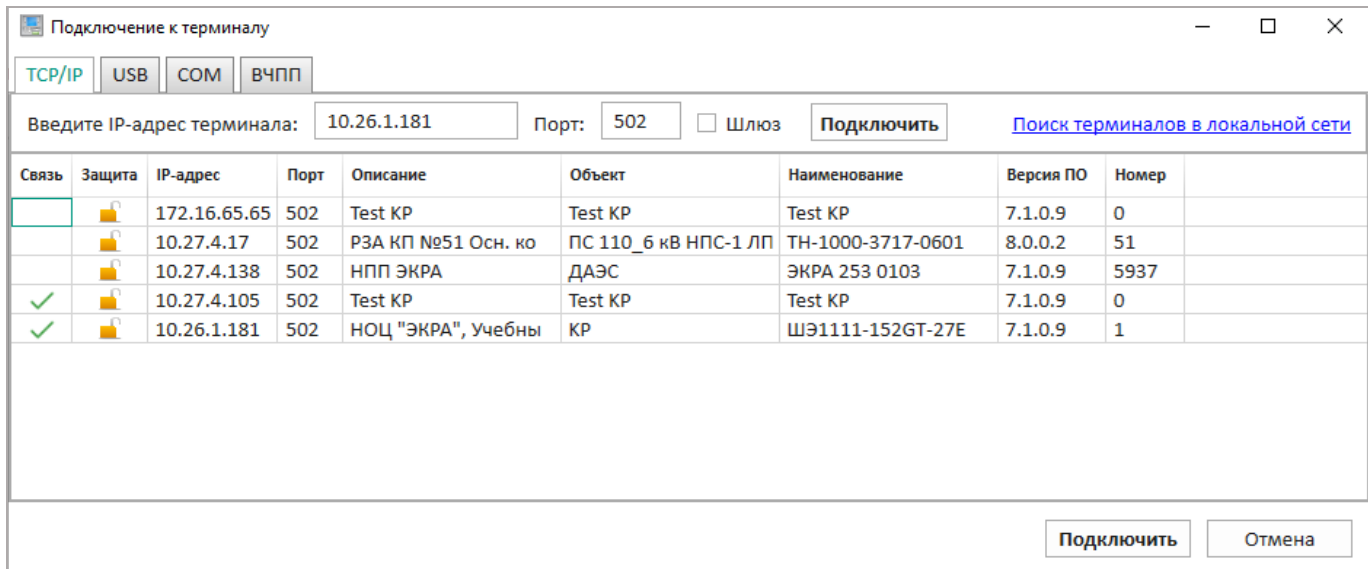 Подключение к терминалу
TCP/IP USB COM ВЧПП
Введите IP-адрес терминала: 10.26.1.181 Порт: 502 Шлюз Подключить Поиск терминалов в локальной сети
Связь Защита IP-адрес Порт Описание Объект Наименование Версия ПО Номер
172.16.65.65 502 Test KP Test KP Test KP 7.1.0.9 0
10.27.4.17 502 РЗА КП №51 Осн. ко ПС 110_6 кВ НПС-1 ЛП ТН-1000-3717-0601 8.0.0.2 51
10.27.4.138 502 НПП ЭКРА ДАЭС ЭКРА 253 0103 7.1.0.9 5937
10.27.4.105 502 Test KP Test KP Test KP 7.1.0.9 0
10.26.1.181 502 НОЦ "ЭКРА", Учебны КР ШЭ1111-152GT-27E 7.1.0.9 1
Подключить Отмена